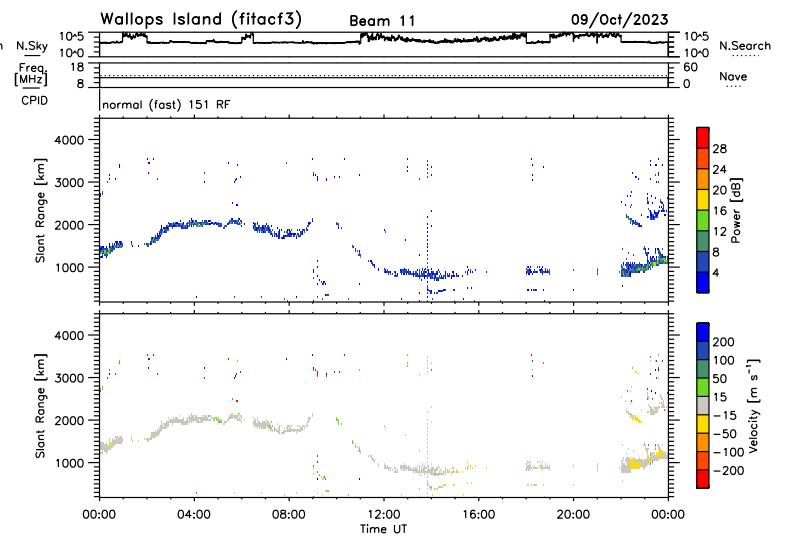 Wallops Island (fitacf3) Beam 11 09/Oct/2023
n N.Sky 10^5 10^0 10^5 10^0 N.Search
Freq. [MHz] 18 8 60 0 Nave
CPID normal (fast) 151 RF
Slant Range [km]
4000
3000
2000
1000
Power [dB]
28
24
20
16
12
8
4
Slant Range [km]
4000
3000
2000
1000
Velocity [m s⁻¹]
200
100
50
15
-15
-50
-100
-200
00:00 04:00 08:00 12:00 16:00 20:00 00:00
Time UT